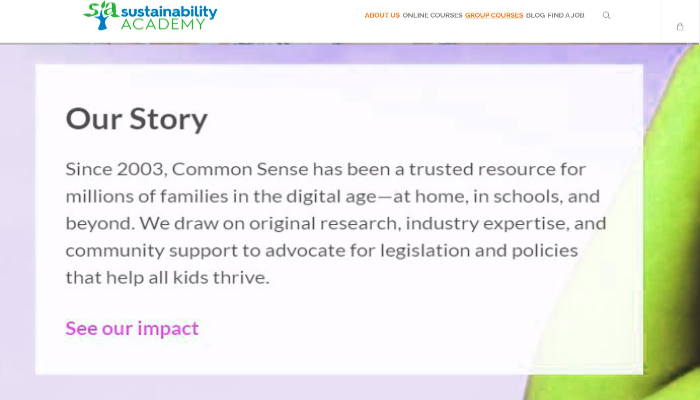 sa sustainability
ACADEMY
ABOUT US ONLINE COURSES GROUP COURSES BLOG FIND A JOB
Our Story
Since 2003, Common Sense has been a trusted resource for
millions of families in the digital age—at home, in schools, and
beyond. We draw on original research, industry expertise, and
community support to advocate for legislation and policies
that help all kids thrive.
See our impact